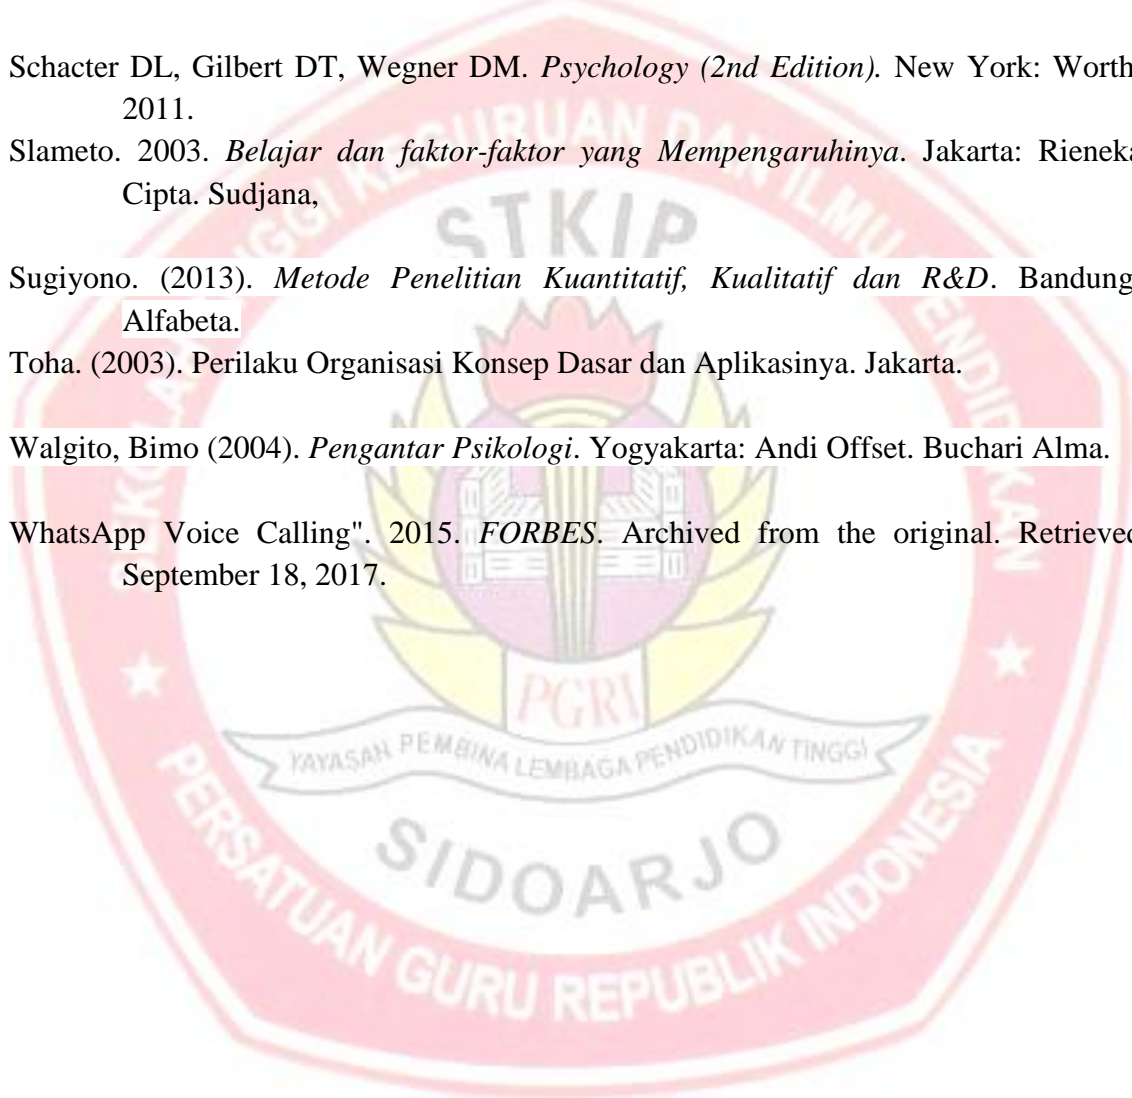 Schacter DL, Gilbert DT, Wegner DM. Psychology (2nd Edition). New York: Worth
2011.
Slameto. 2003. Belajar dan faktor-faktor yang Mempengaruhinya. Jakarta: Rieneka
Cipta. Sudjana,
Sugiyono. (2013). Metode Penelitian Kuantitatif, Kualitatif dan R&D. Bandung
Alfabeta.
Toha. (2003). Perilaku Organisasi Konsep Dasar dan Aplikasinya. Jakarta.
Walgito, Bimo (2004). Pengantar Psikologi. Yogyakarta: Andi Offset. Buchari Alma.
WhatsApp Voice Calling". 2015. FORBES. Archived from the original. Retrieved
September 18, 2017.
STKIP
PGRI
YAYASAN PEMBINA LEMBAGA PENDIDIKAN TINGGI
SIDOARJO
PERSATUAN GURU REPUBLIK INDONESIA